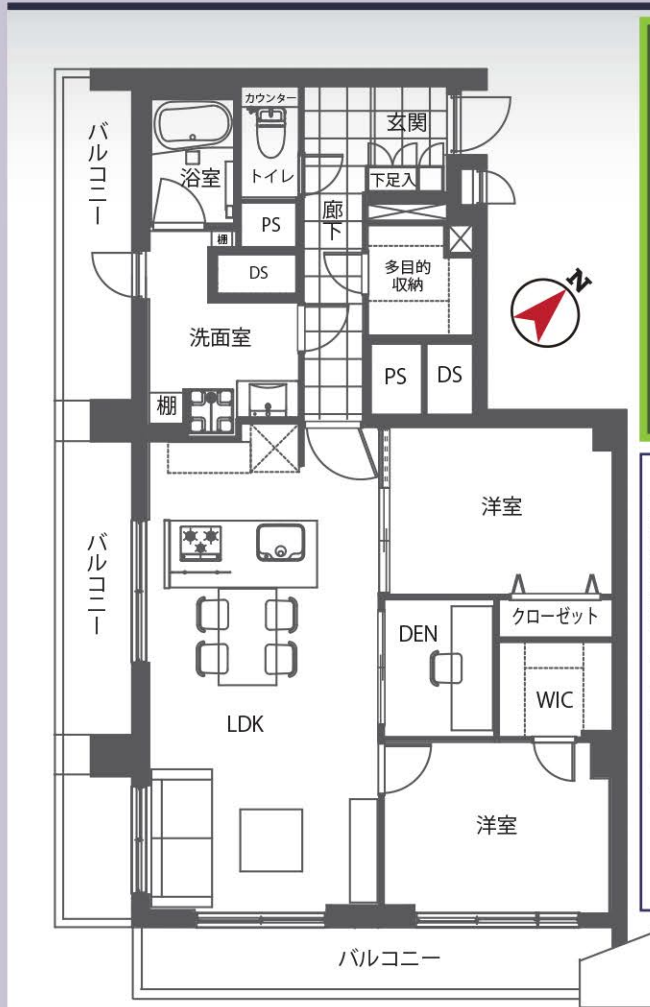 カウンター
玄関
バルコニー
浴室
トイレ
下足入
廊下
PS
棚
DS
多目的
収納
N
洗面室
PS
DS
棚
洋室
バルコニー
クローゼット
DEN
WIC
LDK
洋室
バルコニー